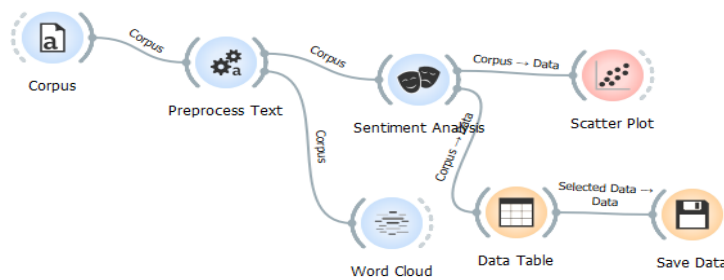 a
Corpus
Corpus
a
Preprocess Text
Corpus
Corpus
Sentiment Analysis
Corpus → Data
Scatter Plot
Corpus → Data
Word Cloud
Data Table
Selected Data →
Data
Save Data